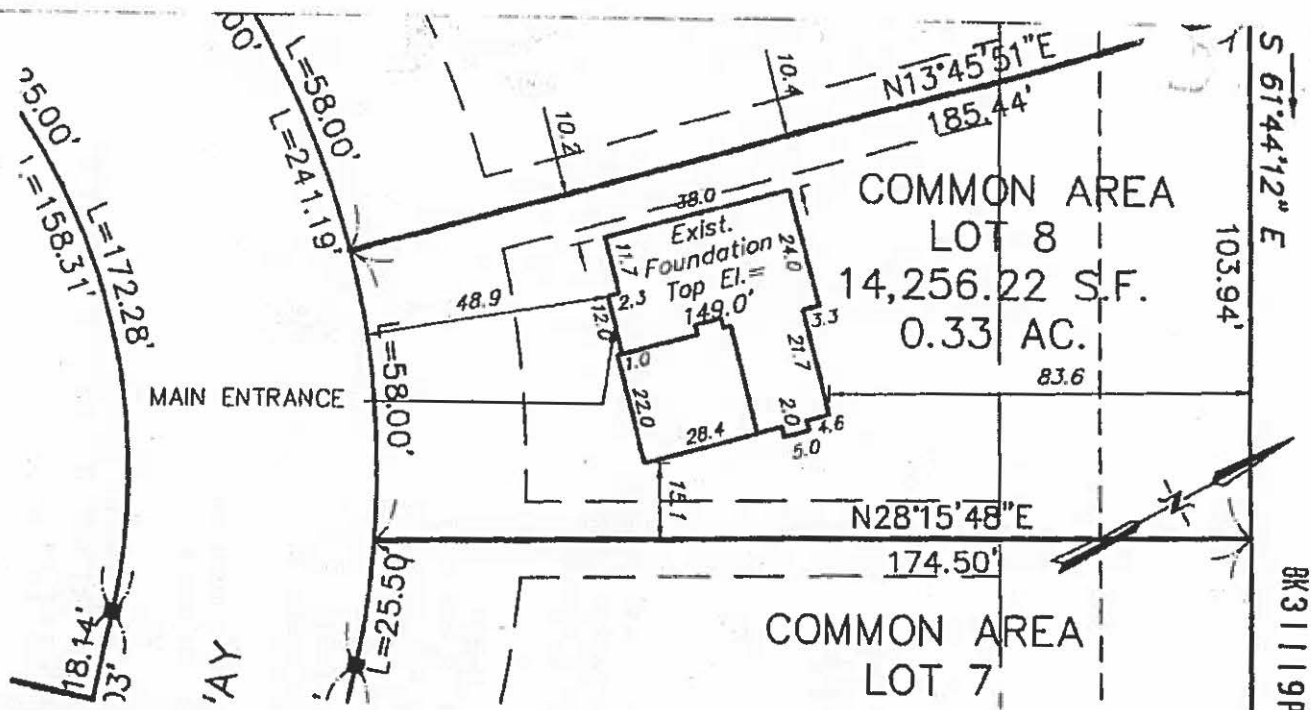 L=58.00'
L=241.19'
25.00'
L=172.28'
L=158.31'
10.2
10.4
N13°45'51"E
185.44'
S 61°44'12" E
103.94'
COMMON AREA
LOT 8
14,256.22 S.F.
0.33 AC.
38.0
Exist.
Foundation
Top El.=
149.0'
11.7
24.0
2.3
12.0
3.3
21.7
1.0
22.0
28.4
2.0
4.6
5.0
48.9
83.6
MAIN ENTRANCE
L=58.00'
15.1
N28°15'48"E
174.50'
N
L=25.50'
COMMON AREA
LOT 7
18.14'
03'
'AY
BK31119P